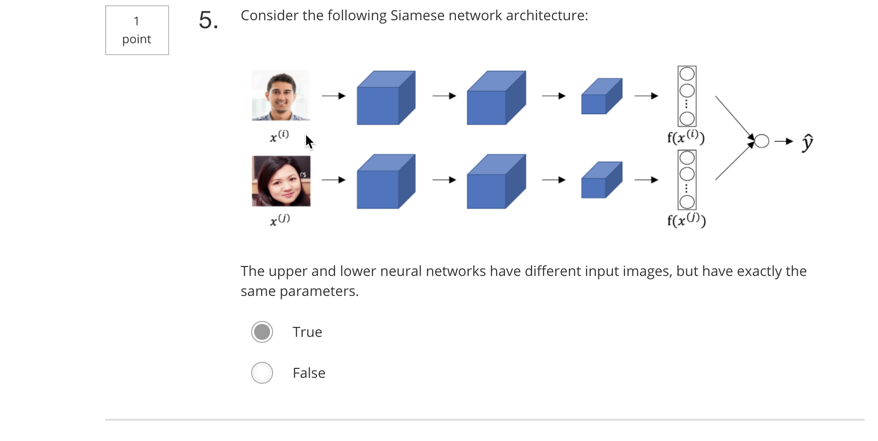 1
point
5.
Consider the following Siamese network architecture:
x⁽ⁱ⁾
f(x⁽ⁱ⁾)
ŷ
x⁽ʲ⁾
f(x⁽ʲ⁾)
The upper and lower neural networks have different input images, but have exactly the
same parameters.
True
False